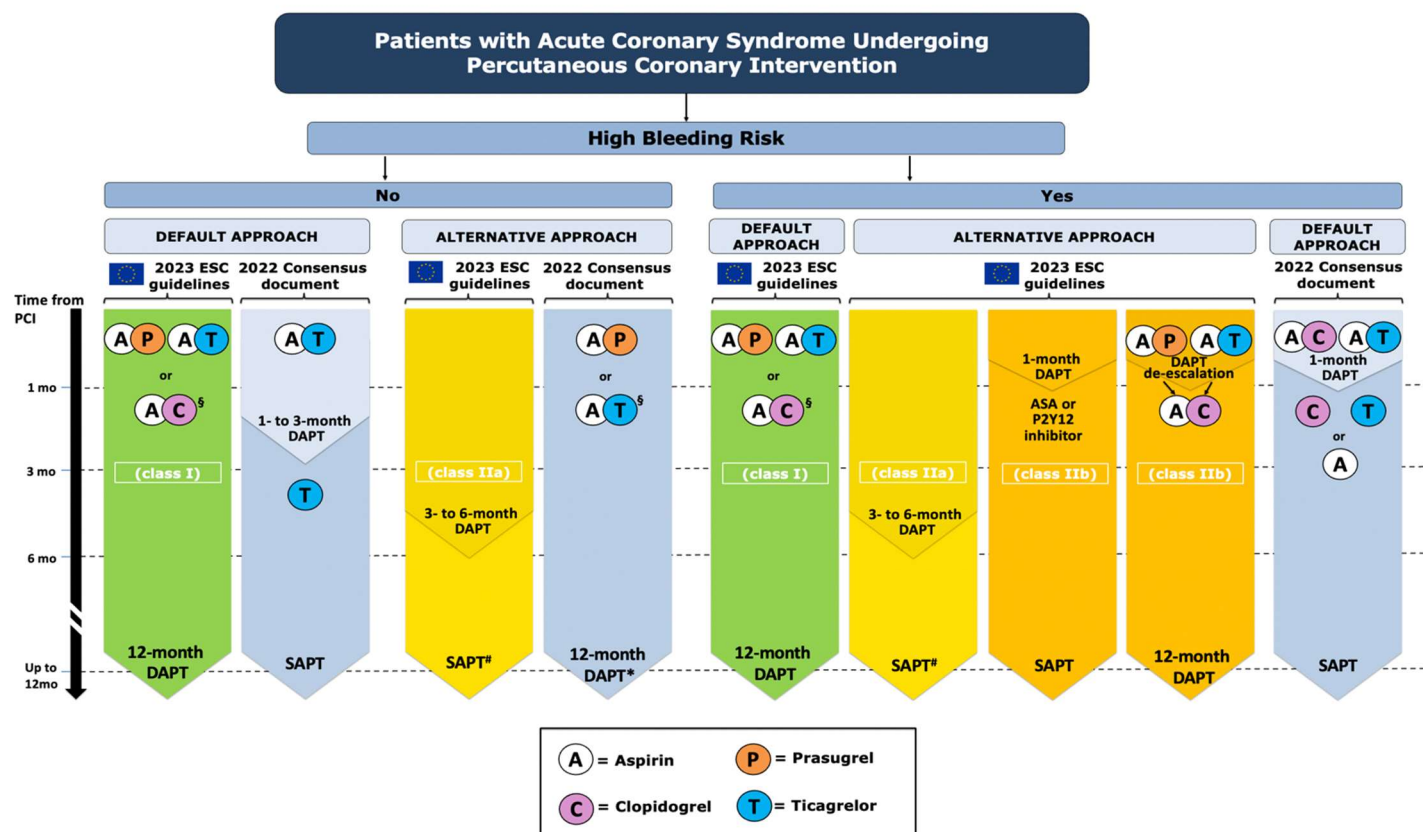 Patients with Acute Coronary Syndrome Undergoing
Percutaneous Coronary Intervention
High Bleeding Risk
No
Yes
DEFAULT APPROACH
ALTERNATIVE APPROACH
DEFAULT
APPROACH
ALTERNATIVE APPROACH
DEFAULT
APPROACH
2023 ESC
guidelines
2022 Consensus
document
2023 ESC
guidelines
2022 Consensus
document
2023 ESC
guidelines
2023 ESC
guidelines
2022 Consensus
document
Time from
PCI
1 mo
3 mo
6 mo
Up to
12mo
A P A T
or
A C §
(class I)
12-month
DAPT
A T
1- to 3-month
DAPT
T
SAPT
(class IIa)
3- to 6-month
DAPT
SAPT#
A P
or
A T §
12-month
DAPT*
A P A T
or
A C §
(class I)
12-month
DAPT
(class IIa)
3- to 6-month
DAPT
SAPT#
1-month
DAPT
ASA or
P2Y12
inhibitor
(class IIb)
SAPT
A P A T
DAPT
de-escalation
A C
(class IIb)
12-month
DAPT
A C A T
1-month
DAPT
C T
or
A
SAPT
A = Aspirin
P = Prasugrel
C = Clopidogrel
T = Ticagrelor